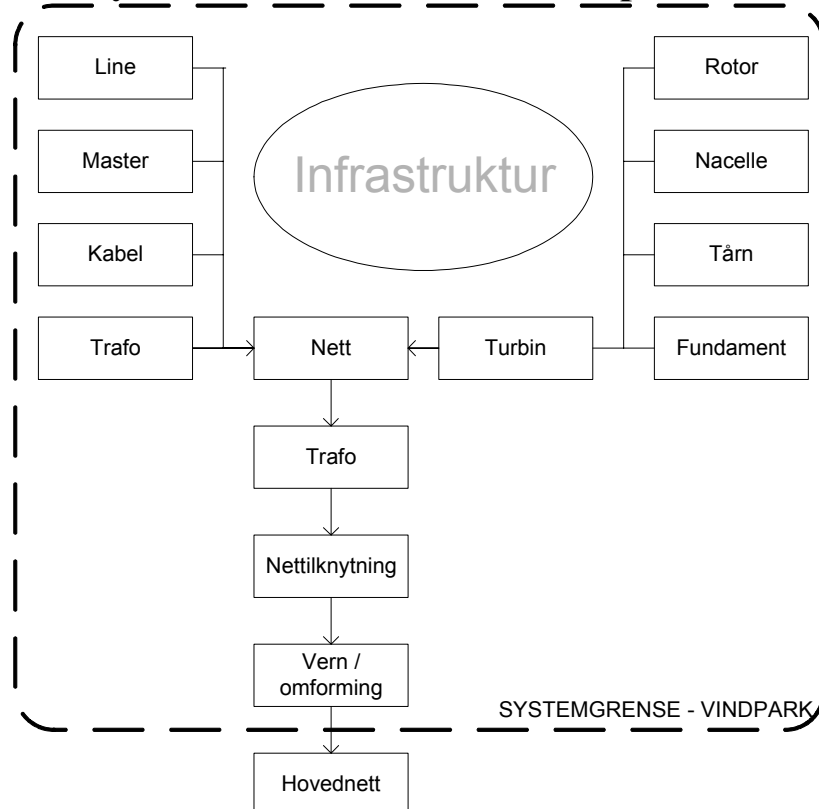 Line
Rotor
Infrastruktur
Master
Nacelle
Kabel
Tårn
Trafo
Nett
Turbin
Fundament
Trafo
Nettilknytning
Vern /
omforming
SYSTEMGRENSE - VINDPARK
Hovednett